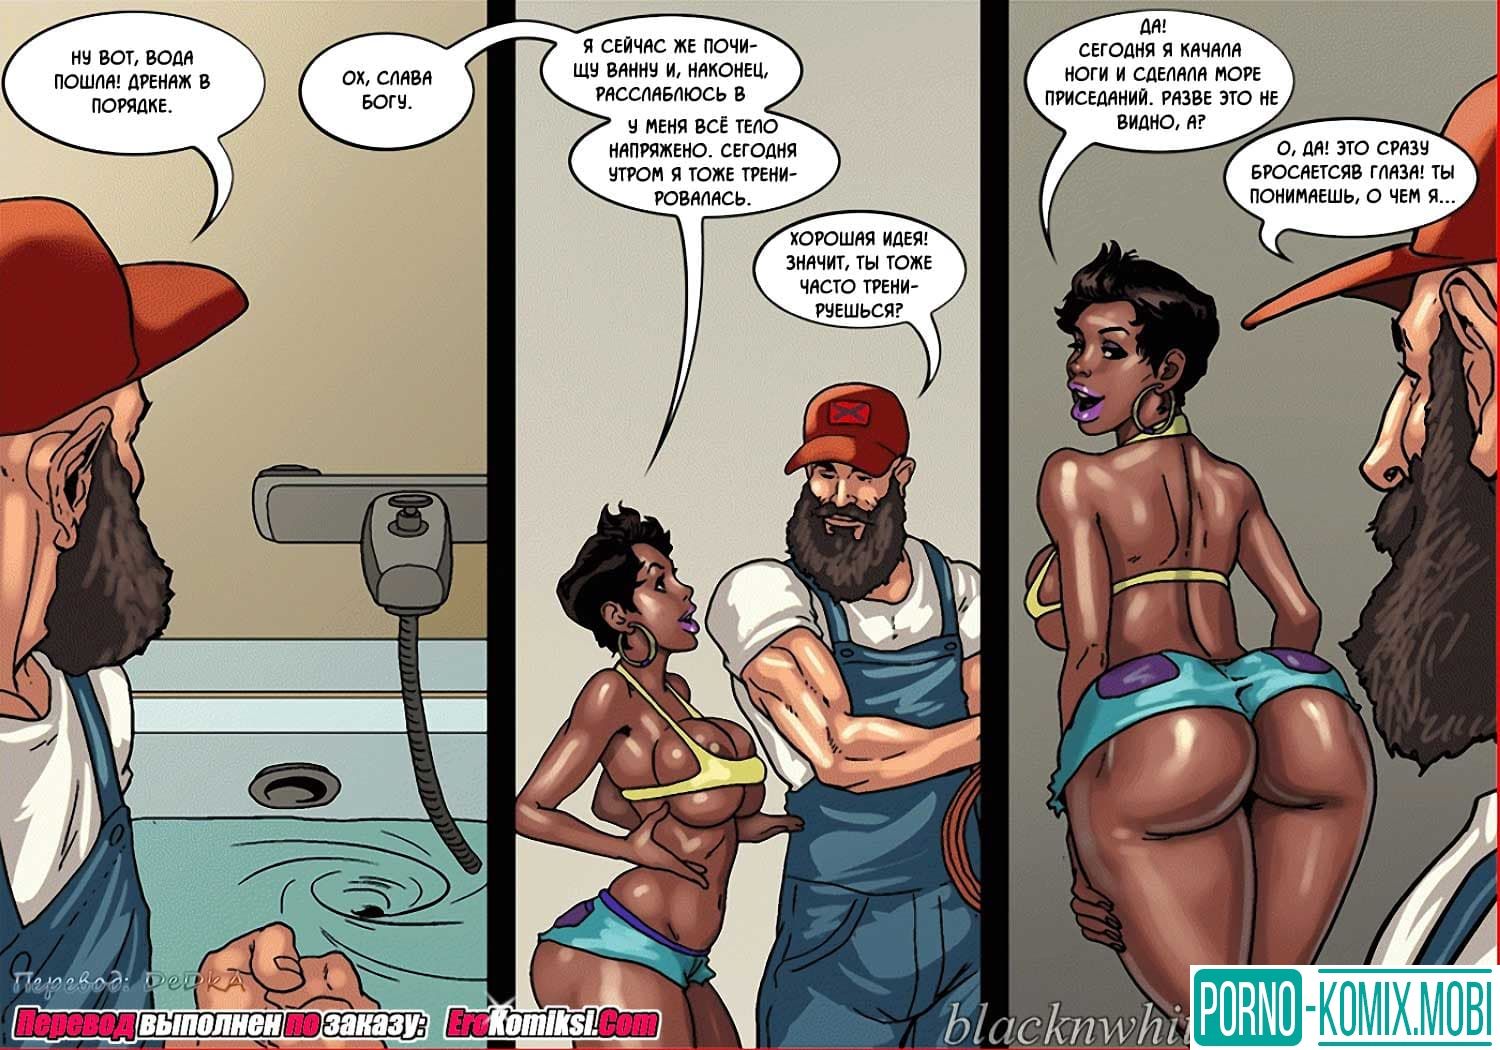 НУ ВОТ, ВОДА
ПОШЛА! ДРЕНАЖ В
ПОРЯДКЕ.
ОХ, СЛАВА
БОГУ.
Я СЕЙЧАС ЖЕ ПОЧИ-
ЩУ ВАННУ И, НАКОНЕЦ,
РАССЛАБЛЮСЬ В
У МЕНЯ ВСЁ ТЕЛО
НАПРЯЖЕНО. СЕГОДНЯ
УТРОМ Я ТОЖЕ ТРЕНИ-
РОВАЛАСЬ.
ХОРОШАЯ ИДЕЯ!
ЗНАЧИТ, ТЫ ТОЖЕ
ЧАСТО ТРЕНИ-
РУЕШЬСЯ?
ДА!
СЕГОДНЯ Я КАЧАЛА
НОГИ И СДЕЛАЛА МОРЕ
ПРИСЕДАНИЙ. РАЗВЕ ЭТО НЕ
ВИДНО, А?
О, ДА! ЭТО СРАЗУ
БРОСАЕТСЯВ ГЛАЗА! ТЫ
ПОНИМАЕШЬ, О ЧЕМ Я...
Перевод: DeDkA
Перевод выполнен по заказу: EroKomiksi.Com
blacknwhi
PORNO-KOMIX.MOBI